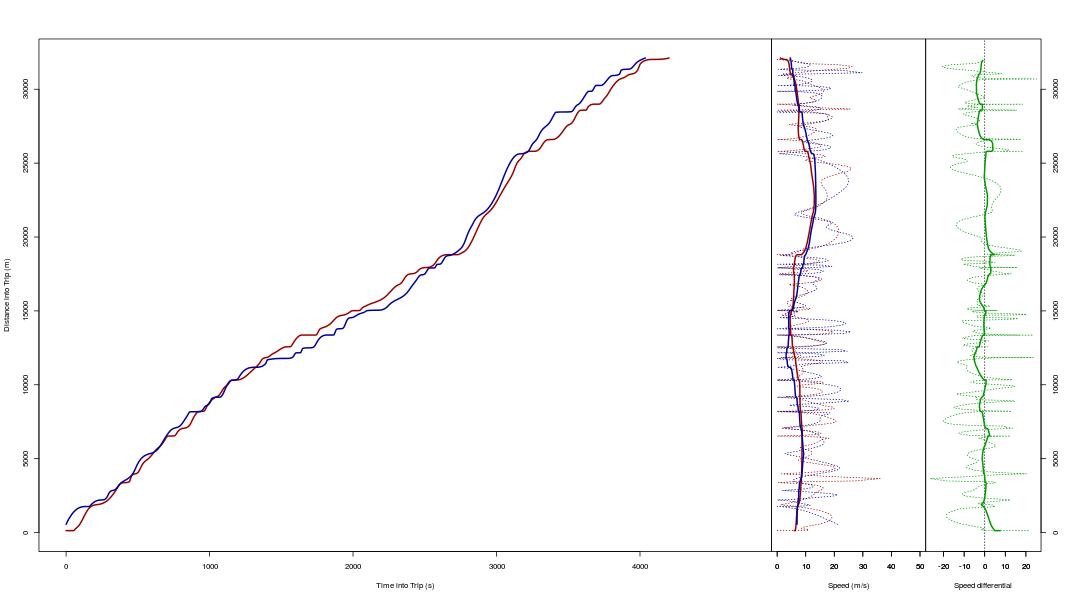 Distance Into Trip (m)
0 5000 10000 15000 20000 25000 30000
0 1000 2000 3000 4000
Time Into Trip (s)
0 10 20 30 40 50
Speed (m/s)
-20 -10 0 10 20
Speed differential
0 5000 10000 15000 20000 25000 30000